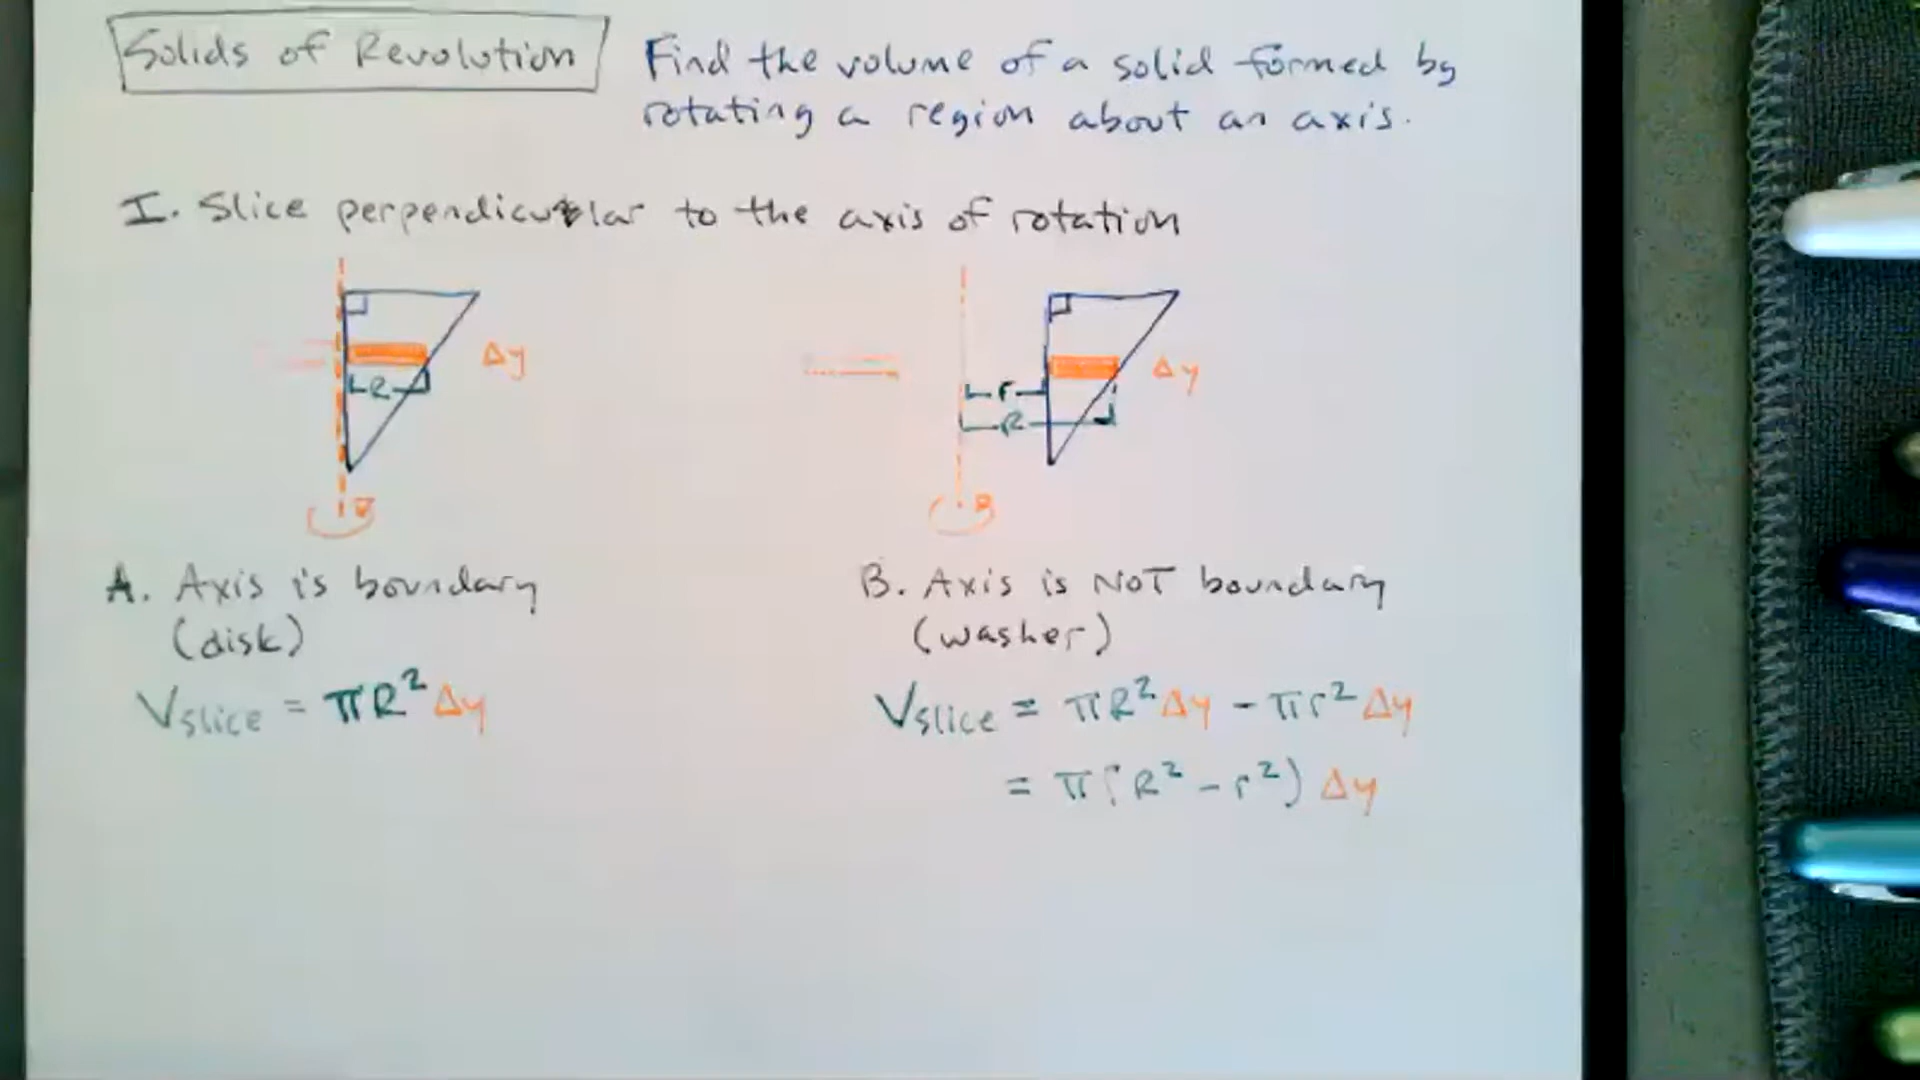 Solids of Revolution
Find the volume of a solid formed by
rotating a region about an axis.
I. Slice perpendicular to the axis of rotation
Δy
R
Δy
r
R
A. Axis is boundary
(disk)
Vslice = πR²Δy
B. Axis is NOT boundary
(washer)
Vslice = πR²Δy - πr²Δy
= π(R² - r²) Δy